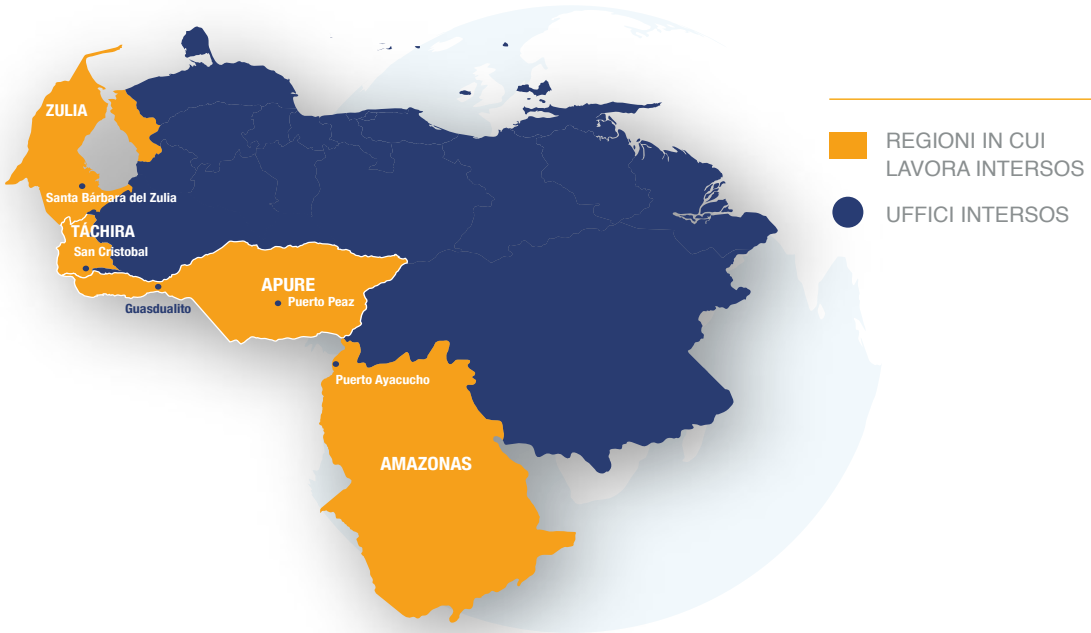 ZULIA
Santa Bárbara del Zulia
TÁCHIRA
San Cristobal
Guasdualito
APURE
Puerto Peaz
Puerto Ayacucho
AMAZONAS
REGIONI IN CUI
LAVORA INTERSOS
UFFICI INTERSOS